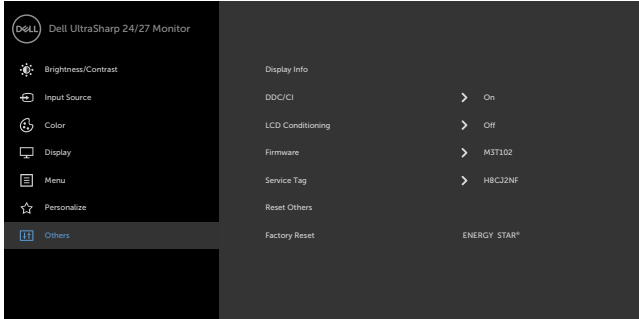 DELL Dell UltraSharp 24/27 Monitor
Brightness/Contrast Display Info
Input Source DDC/CI On
Color LCD Conditioning Off
Display Firmware M3T102
Menu Service Tag H8CJ2NF
Personalize Reset Others
Others Factory Reset ENERGY STAR®